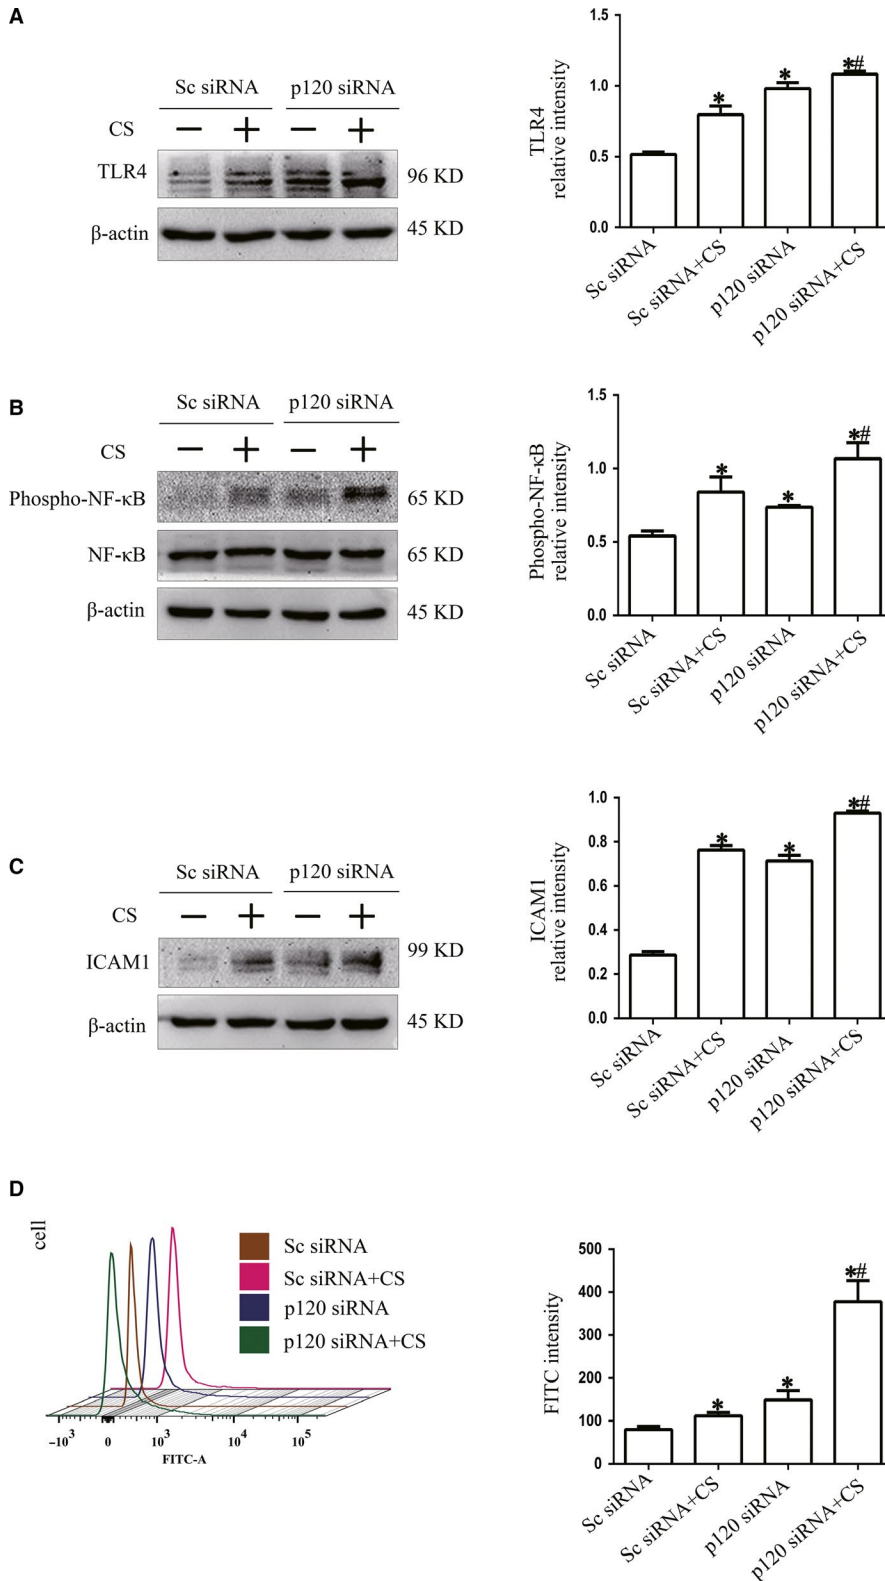 A
Sc siRNA p120 siRNA
CS − + − +
TLR4 96 KD
β-actin 45 KD
TLR4
relative intensity
1.5
1.0
0.5
0.0
Sc siRNA
Sc siRNA+CS
p120 siRNA
p120 siRNA+CS
* * * *#
B
Sc siRNA p120 siRNA
CS − + − +
Phospho-NF-κB 65 KD
NF-κB 65 KD
β-actin 45 KD
Phospho-NF-κB
relative intensity
1.5
1.0
0.5
0.0
Sc siRNA
Sc siRNA+CS
p120 siRNA
p120 siRNA+CS
* * *#
C
Sc siRNA p120 siRNA
CS − + − +
ICAM1 99 KD
β-actin 45 KD
ICAM1
relative intensity
1.0
0.8
0.6
0.4
0.2
0.0
Sc siRNA
Sc siRNA+CS
p120 siRNA
p120 siRNA+CS
* * *#
D
cell
Sc siRNA
Sc siRNA+CS
p120 siRNA
p120 siRNA+CS
−10³ 0 10³ 10⁴ 10⁵
FITC-A
FITC intensity
500
400
300
200
100
0
Sc siRNA
Sc siRNA+CS
p120 siRNA
p120 siRNA+CS
* * *#